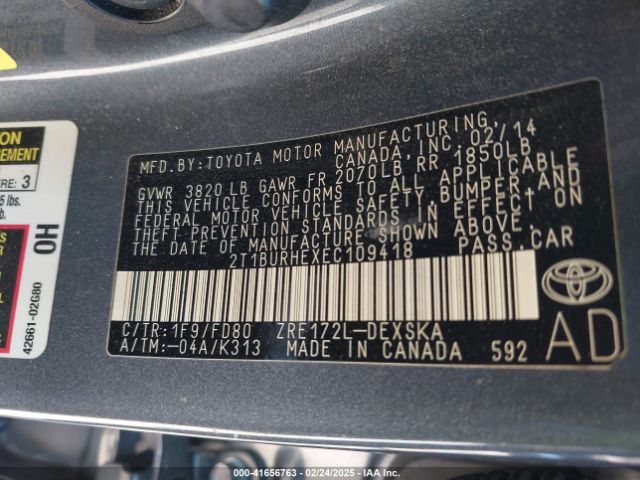 ON
EMENT
RE: 3
5 lbs.
b.
HO
42661-02G80
MFD. BY:TOYOTA MOTOR MANUFACTURING,
CANADA, INC. 02/14
GVWR 3820 LB GAWR FR 2070LB RR 1850LB
THIS VEHICLE CONFORMS TO ALL APPLICABLE
FEDERAL MOTOR VEHICLE SAFETY, BUMPER, AND
THEFT PREVENTION STANDARDS IN EFFECT ON
THE DATE OF MANUFACTURE SHOWN ABOVE.
2T1BURHEXEC109418 PASS. CAR
C/TR: 1F9/FD80 ZRE172L-DEXSKA
A/TM:-04A/K313 MADE IN CANADA 592
AD
TOYOTA
000-41656763 - 02/24/2025 - IAA Inc.